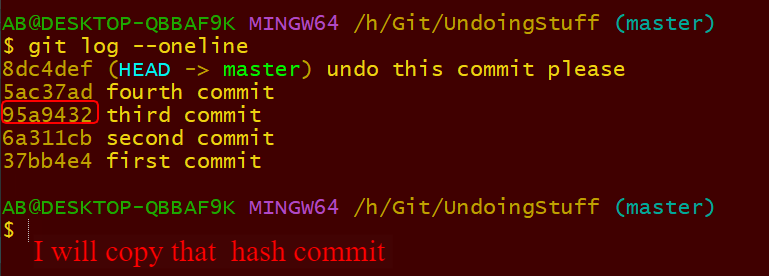 AB@DESKTOP-QBBAF9K MINGW64 /h/Git/UndoingStuff (master)
$ git log --oneline
8dc4def (HEAD -> master) undo this commit please
5ac37ad fourth commit
95a9432 third commit
6a311cb second commit
37bb4e4 first commit
AB@DESKTOP-QBBAF9K MINGW64 /h/Git/UndoingStuff (master)
$
I will copy that hash commit